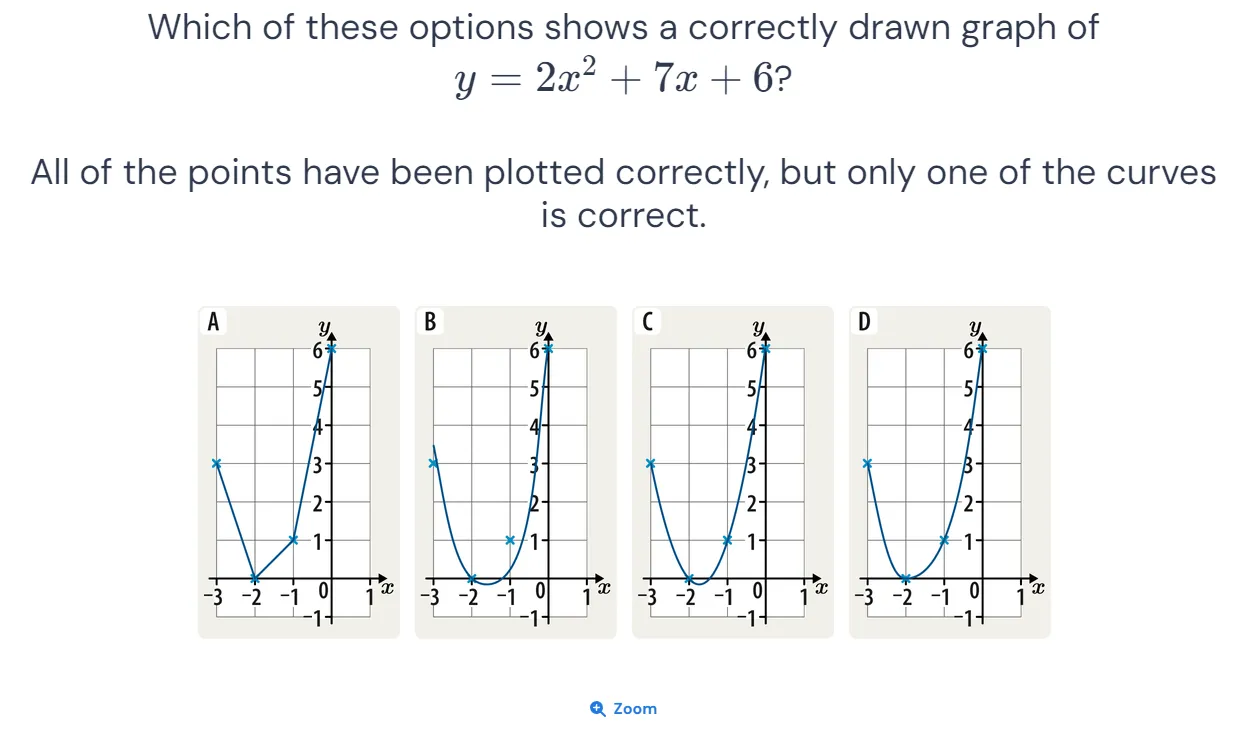 Which of these options shows a correctly drawn graph of
y = 2x² + 7x + 6?
All of the points have been plotted correctly, but only one of the curves
is correct.
A
y
6
5
4
3
2
1
−3 −2 −1 0 1 x
−1
B
y
6
5
4
3
2
1
−3 −2 −1 0 1 x
−1
C
y
6
5
4
3
2
1
−3 −2 −1 0 1 x
−1
D
y
6
5
4
3
2
1
−3 −2 −1 0 1 x
−1
Zoom